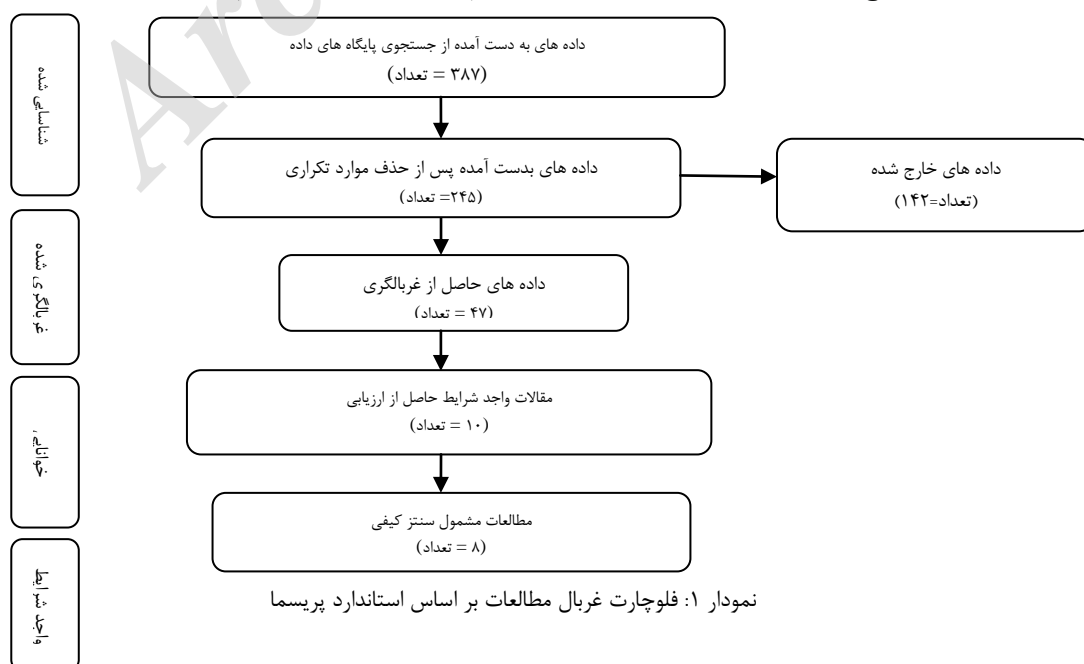 داده های به دست آمده از جستجوی پایگاه های داده
(تعداد = ۳۸۷)
شناسایی شده
داده های بدست آمده پس از حذف موارد تکراری
(تعداد =۲۴۵)
داده های خارج شده
(تعداد=۱۴۲)
غربالگری شده
داده های حاصل از غربالگری
(تعداد = ۴۷)
مقالات واجد شرایط حاصل از ارزیابی
(تعداد = ۱۰)
خوانایی
مطالعات مشمول سنتز کیفی
(تعداد = ۸)
واجد شرایط
نمودار ۱: فلوچارت غربال مطالعات بر اساس استاندارد پریسما